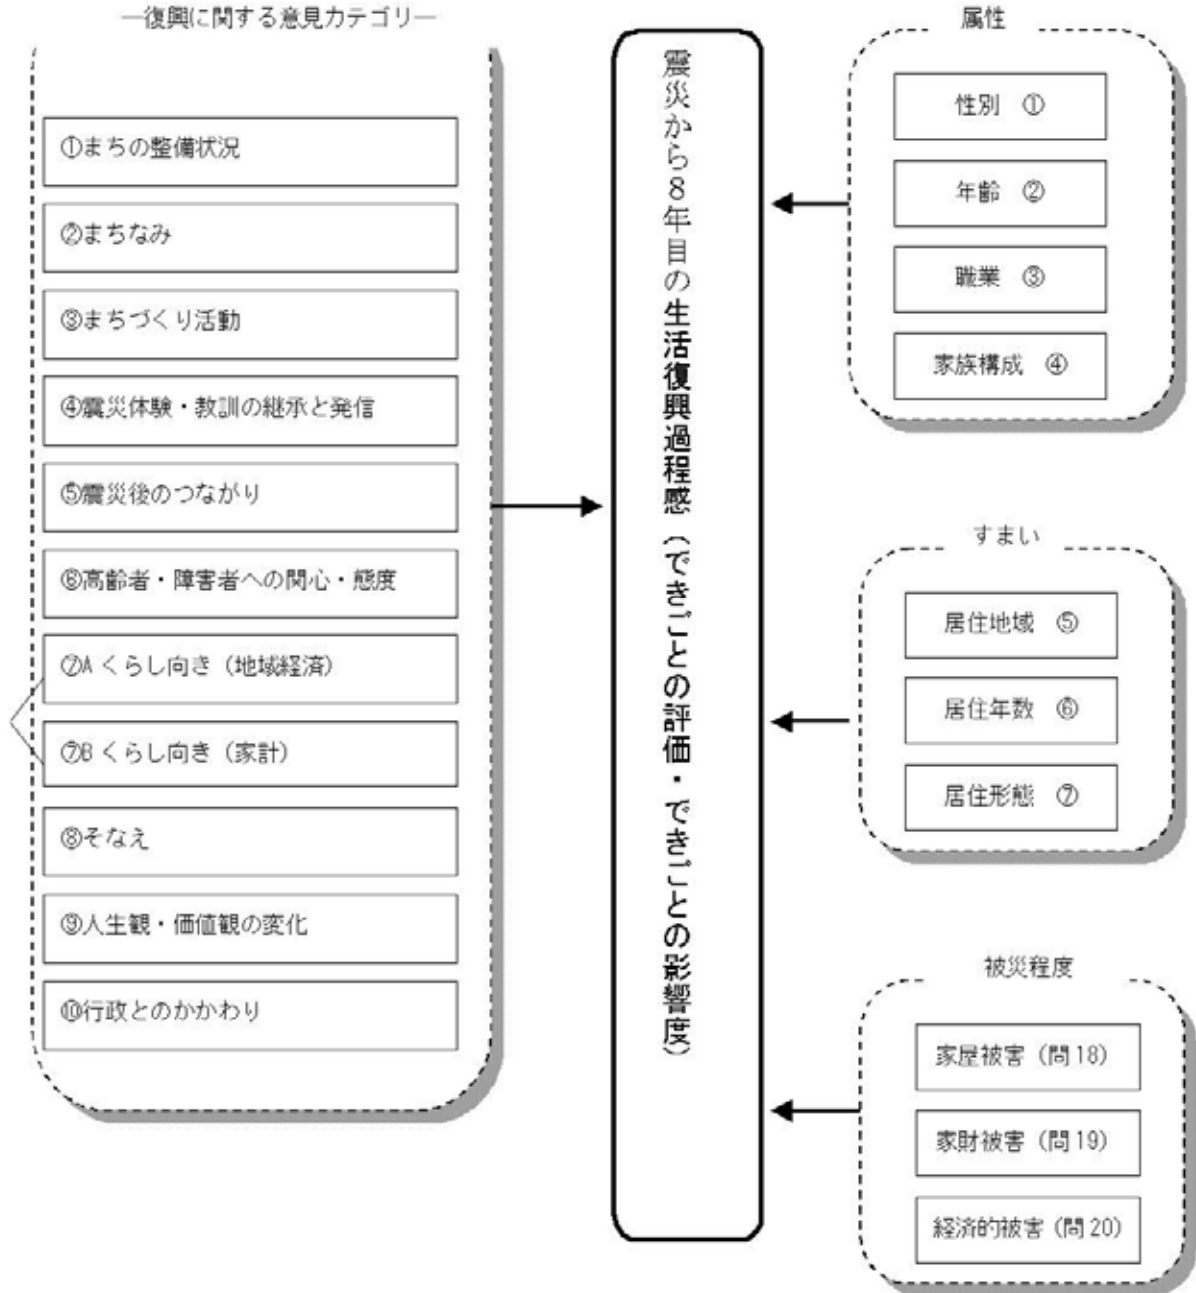 ―復興に関する意見カテゴリ―
①まちの整備状況
②まちなみ
③まちづくり活動
④震災体験・教訓の継承と発信
⑤震災後のつながり
⑥高齢者・障害者への関心・態度
⑦A くらし向き（地域経済）
⑦B くらし向き（家計）
⑧そなえ
⑨人生観・価値観の変化
⑩行政とのかかわり
震災から8年目の生活復興過程感（できごとの評価・できごとの影響度）
属性
性別　①
年齢　②
職業　③
家族構成　④
すまい
居住地域　⑤
居住年数　⑥
居住形態　⑦
被災程度
家屋被害（問18）
家財被害（問19）
経済的被害（問20）